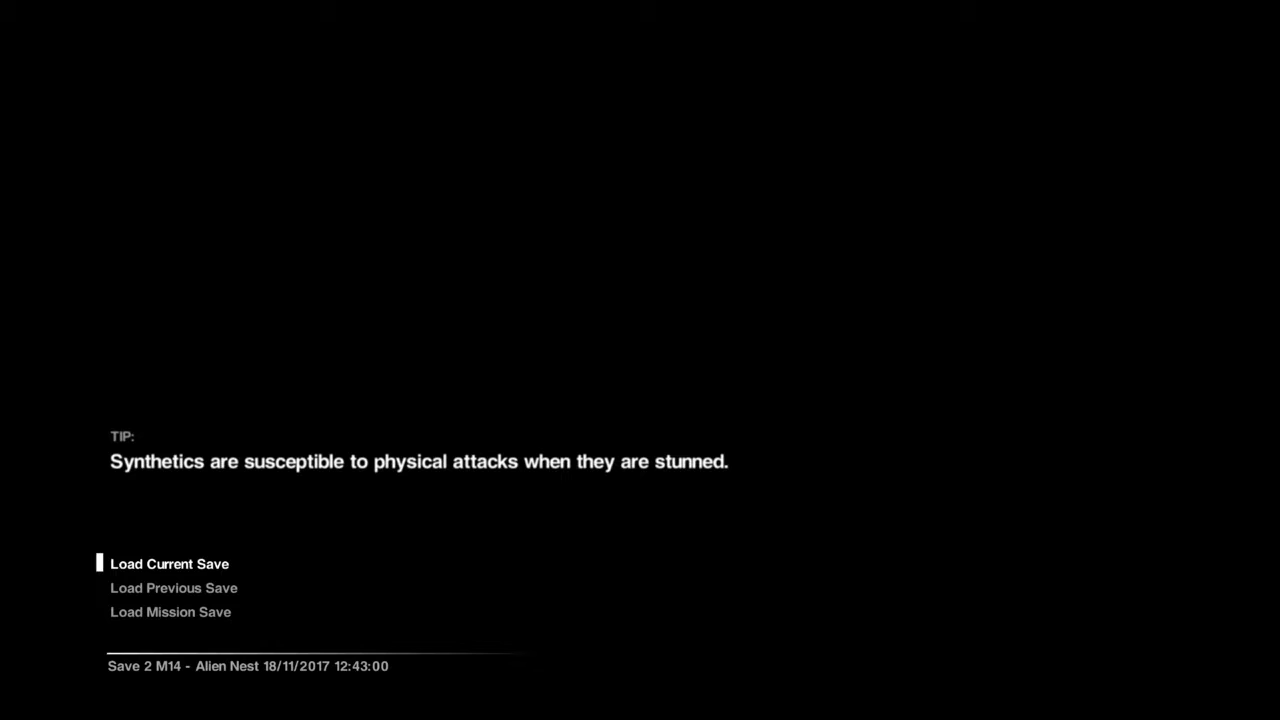 TIP:
Synthetics are susceptible to physical attacks when they are stunned.
Load Current Save
Load Previous Save
Load Mission Save
Save 2 M14 - Alien Nest 18/11/2017 12:43:00